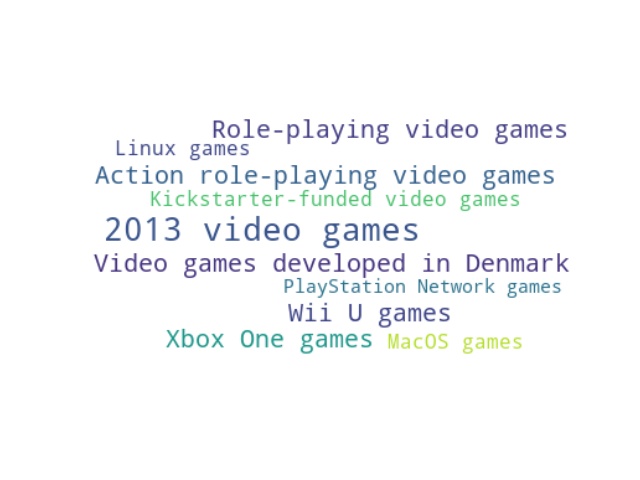 Role-playing video games
Linux games
Action role-playing video games
Kickstarter-funded video games
2013 video games
Video games developed in Denmark
PlayStation Network games
Wii U games
Xbox One games
MacOS games